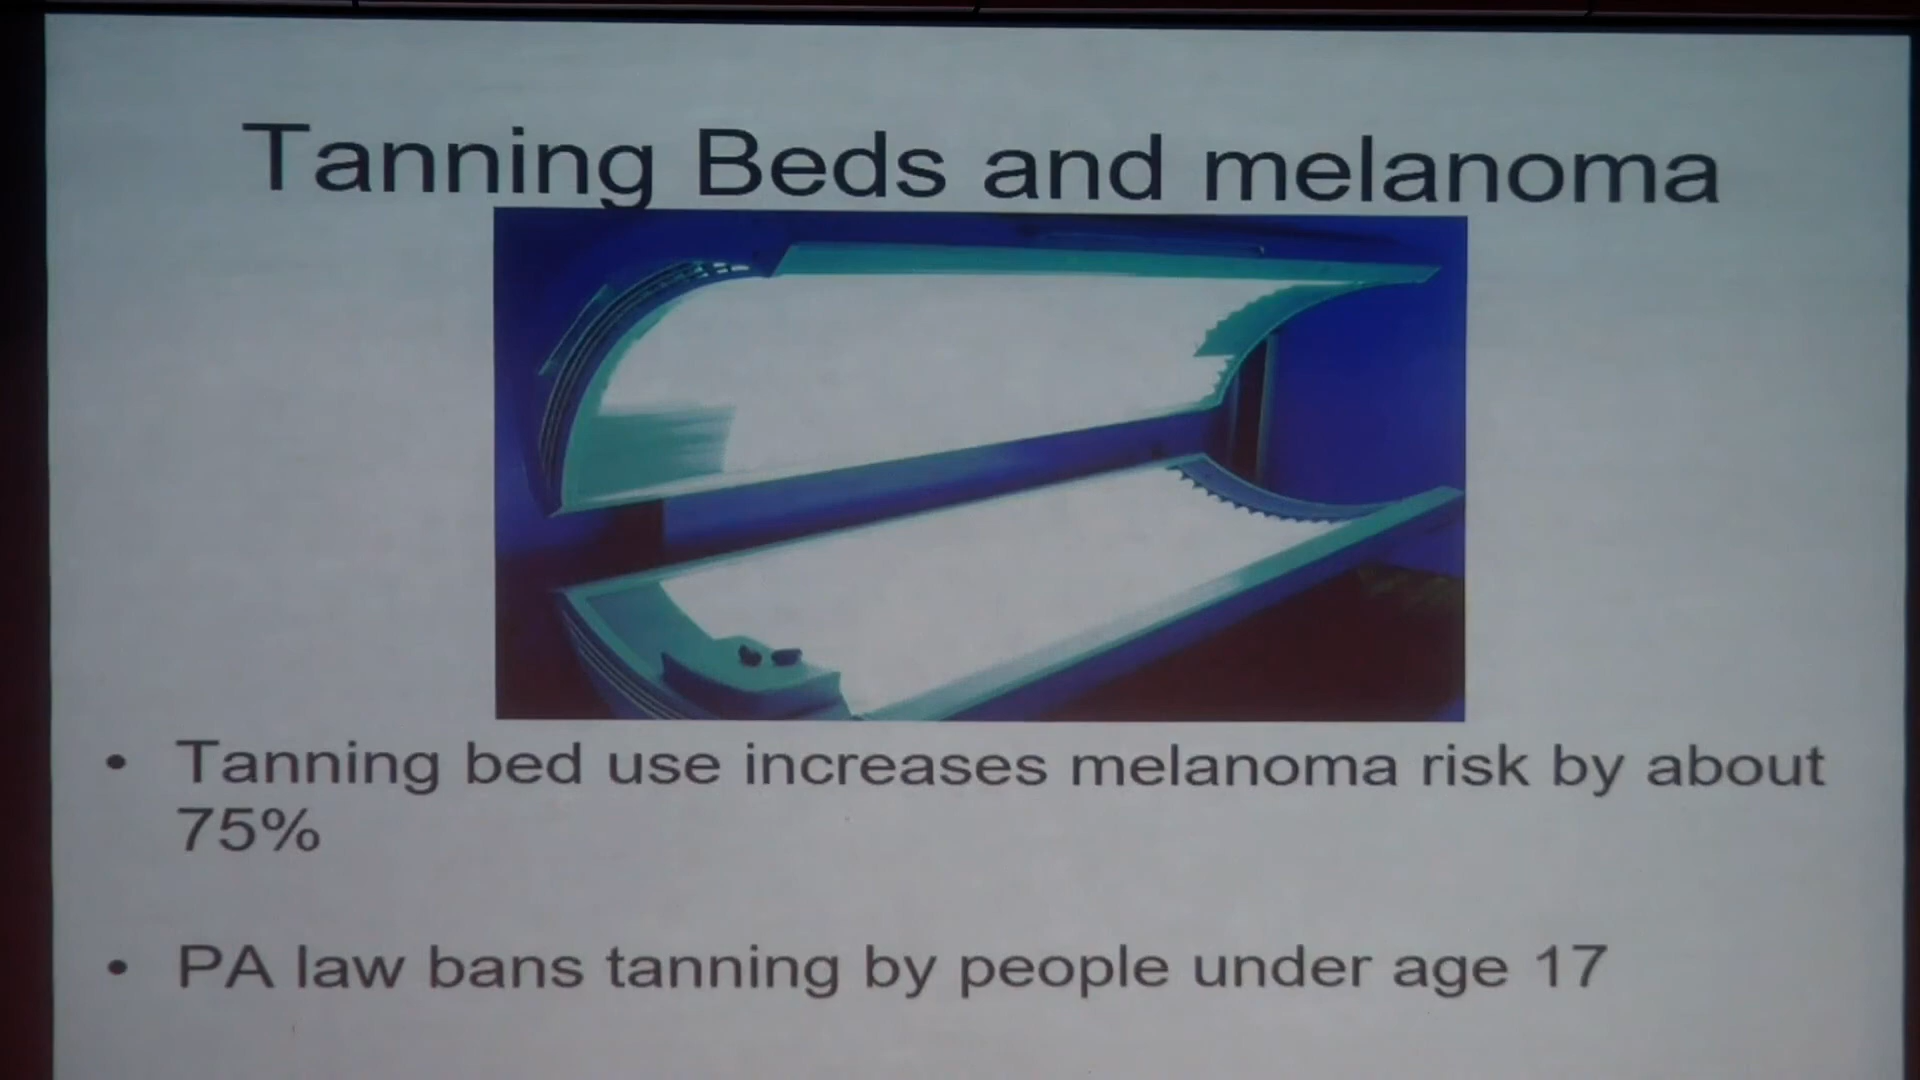 Tanning Beds and melanoma
• Tanning bed use increases melanoma risk by about
75%
• PA law bans tanning by people under age 17